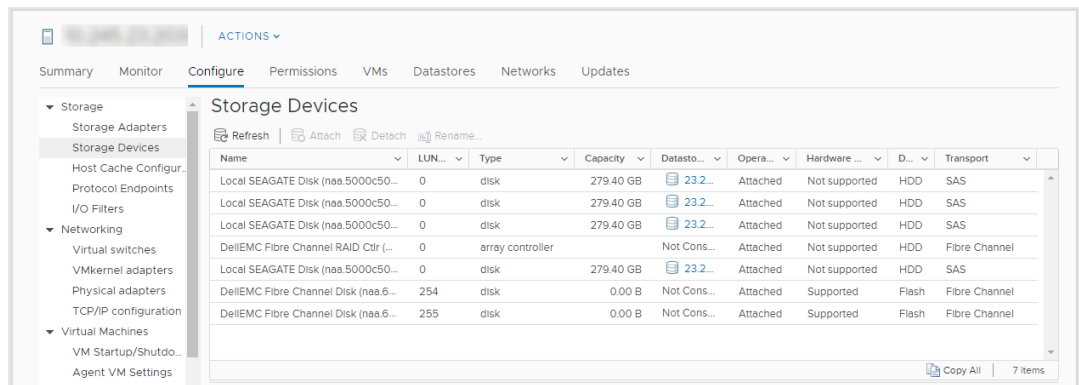 ACTIONS
Summary Monitor Configure Permissions VMs Datastores Networks Updates
Storage
Storage Adapters
Storage Devices
Host Cache Configur..
Protocol Endpoints
I/O Filters
Networking
Virtual switches
VMkernel adapters
Physical adapters
TCP/IP configuration
Virtual Machines
VM Startup/Shutdo...
Agent VM Settings
Storage Devices
Refresh Attach Detach Rename...
Name LUN... Type Capacity Datasto... Opera... Hardware ... D... Transport
Local SEAGATE Disk (naa.5000c50... 0 disk 279.40 GB 23.2... Attached Not supported HDD SAS
Local SEAGATE Disk (naa.5000c50... 0 disk 279.40 GB 23.2... Attached Not supported HDD SAS
Local SEAGATE Disk (naa.5000c50... 0 disk 279.40 GB 23.2... Attached Not supported HDD SAS
DellEMC Fibre Channel RAID Ctlr (... 0 array controller Not Cons... Attached Not supported HDD Fibre Channel
Local SEAGATE Disk (naa.5000c50... 0 disk 279.40 GB 23.2... Attached Not supported HDD SAS
DellEMC Fibre Channel Disk (naa.6... 254 disk 0.00 B Not Cons... Attached Supported Flash Fibre Channel
DellEMC Fibre Channel Disk (naa.6... 255 disk 0.00 B Not Cons... Attached Supported Flash Fibre Channel
Copy All 7 items